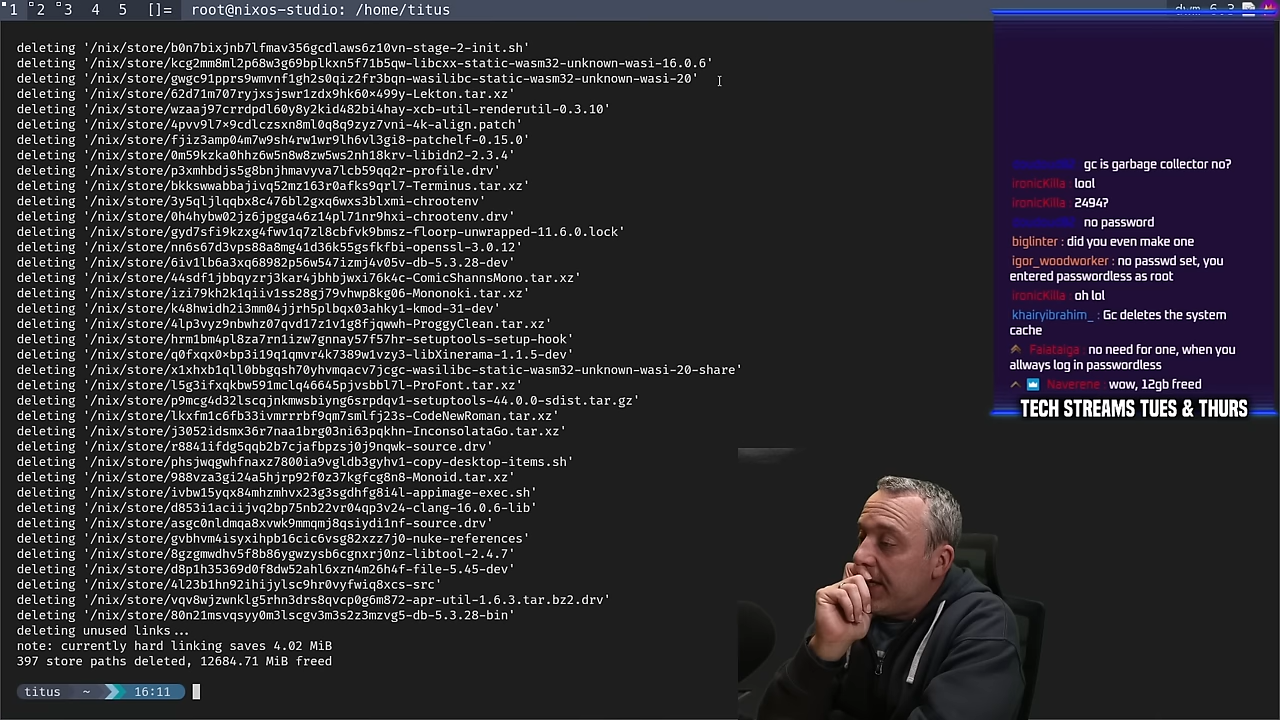 1 2 3 4 5 []= root@nixos-studio: /home/titus
dwm 6.3
deleting '/nix/store/b0n7bixjnb7lfmav356gcdlaws6z10vn-stage-2-init.sh'
deleting '/nix/store/kcg2mm8ml2p68w3g69bplkxn5f71b5qw-libcxx-static-wasm32-unknown-wasi-16.0.6'
deleting '/nix/store/gwgc91pprs9wmvnf1gh2s0qiz2fr3bqn-wasilibc-static-wasm32-unknown-wasi-20'
deleting '/nix/store/62d71m707ryjxsjswr1zdx9hk60×499y-Lekton.tar.xz'
deleting '/nix/store/wzaaj97crrdpdl60y8y2kid482bi4hay-xcb-util-renderutil-0.3.10'
deleting '/nix/store/4pvv9l7×9cdlczsxn8ml0q8q9zyz7vni-4k-align.patch'
deleting '/nix/store/fjiz3amp04m7w9sh4rw1wr9lh6vl3gi8-patchelf-0.15.0'
deleting '/nix/store/0m59kzka0hhz6w5n8w8zw5ws2nh18krv-libidn2-2.3.4'
deleting '/nix/store/p3xmhbdjs5g8bnjhmavyva7lcb59qq2r-profile.drv'
deleting '/nix/store/bkkswwabbajivq52mz163r0afks9qrl7-Terminus.tar.xz'
deleting '/nix/store/3y5qljlqqbx8c476bl2gxq6wxs3blxmi-chrootenv'
deleting '/nix/store/0h4hybw02jz6jpgga46z14pl71nr9hxi-chrootenv.drv'
deleting '/nix/store/gyd7sfi9kzxg4fwv1q7zl8cbfvk9bmsz-floorp-unwrapped-11.6.0.lock'
deleting '/nix/store/nn6s67d3vps88a8mg41d36k55gsfkfbi-openssl-3.0.12'
deleting '/nix/store/6iv1lb6a3xq68982p56w547izmj4v05v-db-5.3.28-dev'
deleting '/nix/store/44sdf1jbbqyzrj3kar4jbhbjwxi76k4c-ComicShannsMono.tar.xz'
deleting '/nix/store/izi79kh2k1qiiv1ss28gj79vhwp8kg06-Mononoki.tar.xz'
deleting '/nix/store/k48hwidh2i3mm04jjrh5plbqx03ahky1-kmod-31-dev'
deleting '/nix/store/4lp3vyz9nbwhz07qvd17z1v1g8fjqwwh-ProggyClean.tar.xz'
deleting '/nix/store/hrm1bm4pl8za7rn1izw7gnnay57f57hr-setuptools-setup-hook'
deleting '/nix/store/q0fxqx0×bp3i19q1qmvr4k7389w1vzy3-libXinerama-1.1.5-dev'
deleting '/nix/store/x1xhxb1qll0bbgqsh70yhvmqacv7jcgc-wasilibc-static-wasm32-unknown-wasi-20-share'
deleting '/nix/store/l5g3ifxqkbw591mclq46645pjvsbbl7l-ProFont.tar.xz'
deleting '/nix/store/p9mcg4d32lscqjnkmwsbiyng6srpdqv1-setuptools-44.0.0-sdist.tar.gz'
deleting '/nix/store/lkxfm1c6fb33ivmrrrbf9qm7smlfj23s-CodeNewRoman.tar.xz'
deleting '/nix/store/j3052idsmx36r7naa1brg03ni63pqkhn-InconsolataGo.tar.xz'
deleting '/nix/store/r8841ifdg5qqb2b7cjafbpzsj0j9nqwk-source.drv'
deleting '/nix/store/phsjwqgwhfnaxz7800ia9vgldb3gyhv1-copy-desktop-items.sh'
deleting '/nix/store/988vza3gi24a5hjrp92f0z37kgfcg8n8-Monoid.tar.xz'
deleting '/nix/store/ivbw15yqx84mhzmhvx23g3sgdhfg8i4l-appimage-exec.sh'
deleting '/nix/store/d853i1aciijvq2bp75nb22vr04qp3v24-clang-16.0.6-lib'
deleting '/nix/store/asgc0nldmqa8xvwk9mmqmj8qsiydi1nf-source.drv'
deleting '/nix/store/gvbhvm4isyxihpb16cic6vsg82xzz7j0-nuke-references'
deleting '/nix/store/8gzgmwdhv5f8b86ygwzysb6cgnxrj0nz-libtool-2.4.7'
deleting '/nix/store/d8p1h35369d0f8dw52ahl6xzn4m26h4f-file-5.45-dev'
deleting '/nix/store/4l23b1hn92ihijylsc9hr0vyfwiq8xcs-src'
deleting '/nix/store/vqv8wjzwnklg5rhn3drs8qvcp0g6m872-apr-util-1.6.3.tar.bz2.drv'
deleting '/nix/store/80n21msvqsyy0m3lscgv3m3s2z3mzvg5-db-5.3.28-bin'
deleting unused links...
note: currently hard linking saves 4.02 MiB
397 store paths deleted, 12684.71 MiB freed
titus ~ 16:11
gc is garbage collector no?
ironicKilla : lool
ironicKilla : 2494?
no password
biglinter : did you even make one
igor_woodworker : no passwd set, you
entered passwordless as root
ironicKilla : oh lol
khairyibrahim_ : Gc deletes the system
cache
Falataiga : no need for one, when you
allways log in passwordless
Naverene : wow, 12gb freed
TECH STREAMS TUES & THURS